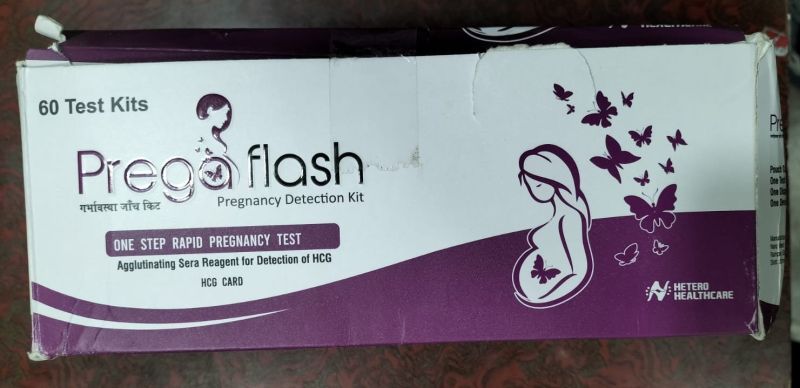 60 Test Kits
Prega flash
गर्भावस्था जाँच किट
Pregnancy Detection Kit
ONE STEP RAPID PREGNANCY TEST
Agglutinating Sera Reagent for Detection of HCG
HCG CARD
HETERO
HEALTHCARE